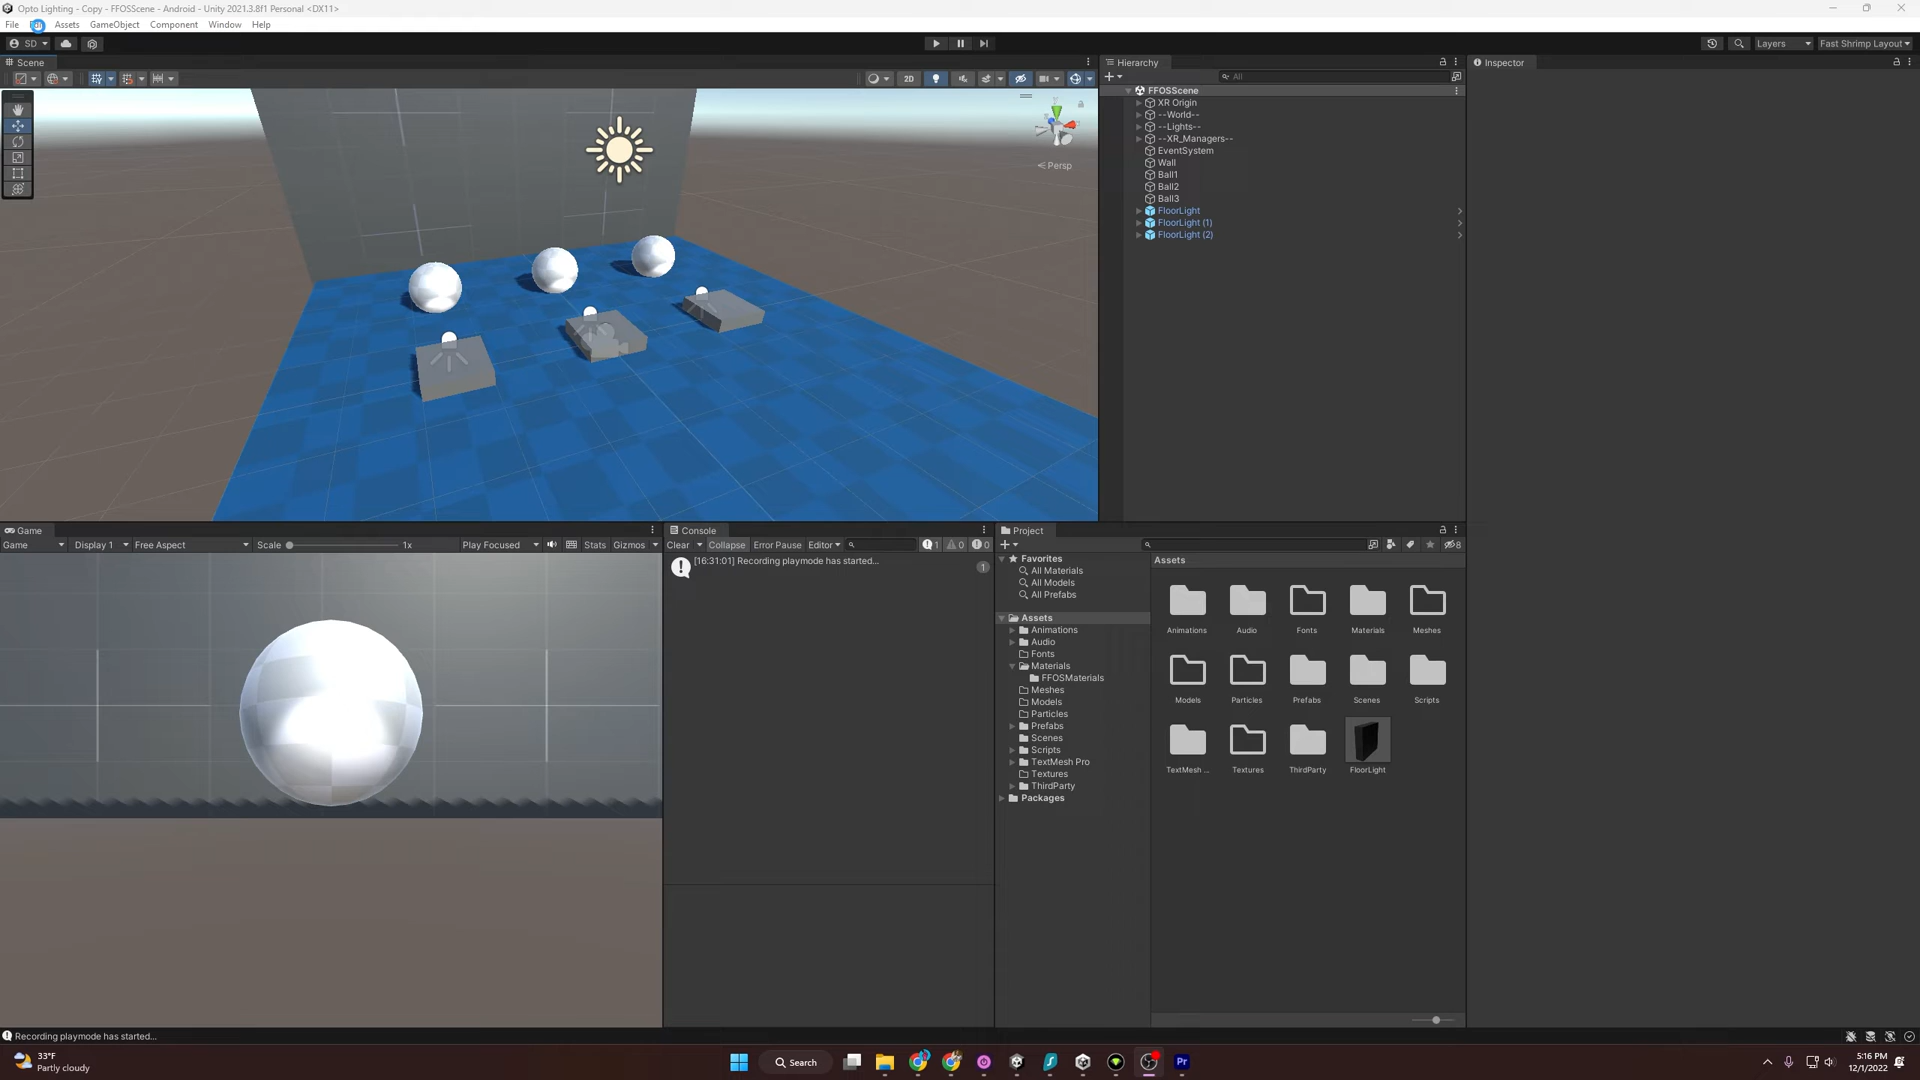 Opto Lighting - Copy - FFOSScene - Android - Unity 2021.3.8f1 Personal <DX11>
File Assets GameObject Component Window Help
SD Layers Fast Shrimp Layout
Scene
2D
Persp
Hierarchy
All
FFOSScene
XR Origin
--World--
--Lights--
--XR_Managers--
EventSystem
Wall
Ball1
Ball2
Ball3
FloorLight
FloorLight (1)
FloorLight (2)
Inspector
Game
Game Display 1 Free Aspect Scale 1x Play Focused Stats Gizmos
Console
Clear Collapse Error Pause Editor 1 0 0
[16:31:01] Recording playmode has started...
1
Project
8
Favorites
All Materials
All Models
All Prefabs
Assets
Animations
Audio
Fonts
Materials
FFOSMaterials
Meshes
Models
Particles
Prefabs
Scenes
Scripts
TextMesh Pro
Textures
ThirdParty
Packages
Assets
Animations Audio Fonts Materials Meshes
Models Particles Prefabs Scenes Scripts
TextMesh ... Textures ThirdParty FloorLight
Recording playmode has started...
33°F
Partly cloudy
Search
Pr
5:16 PM
12/1/2022